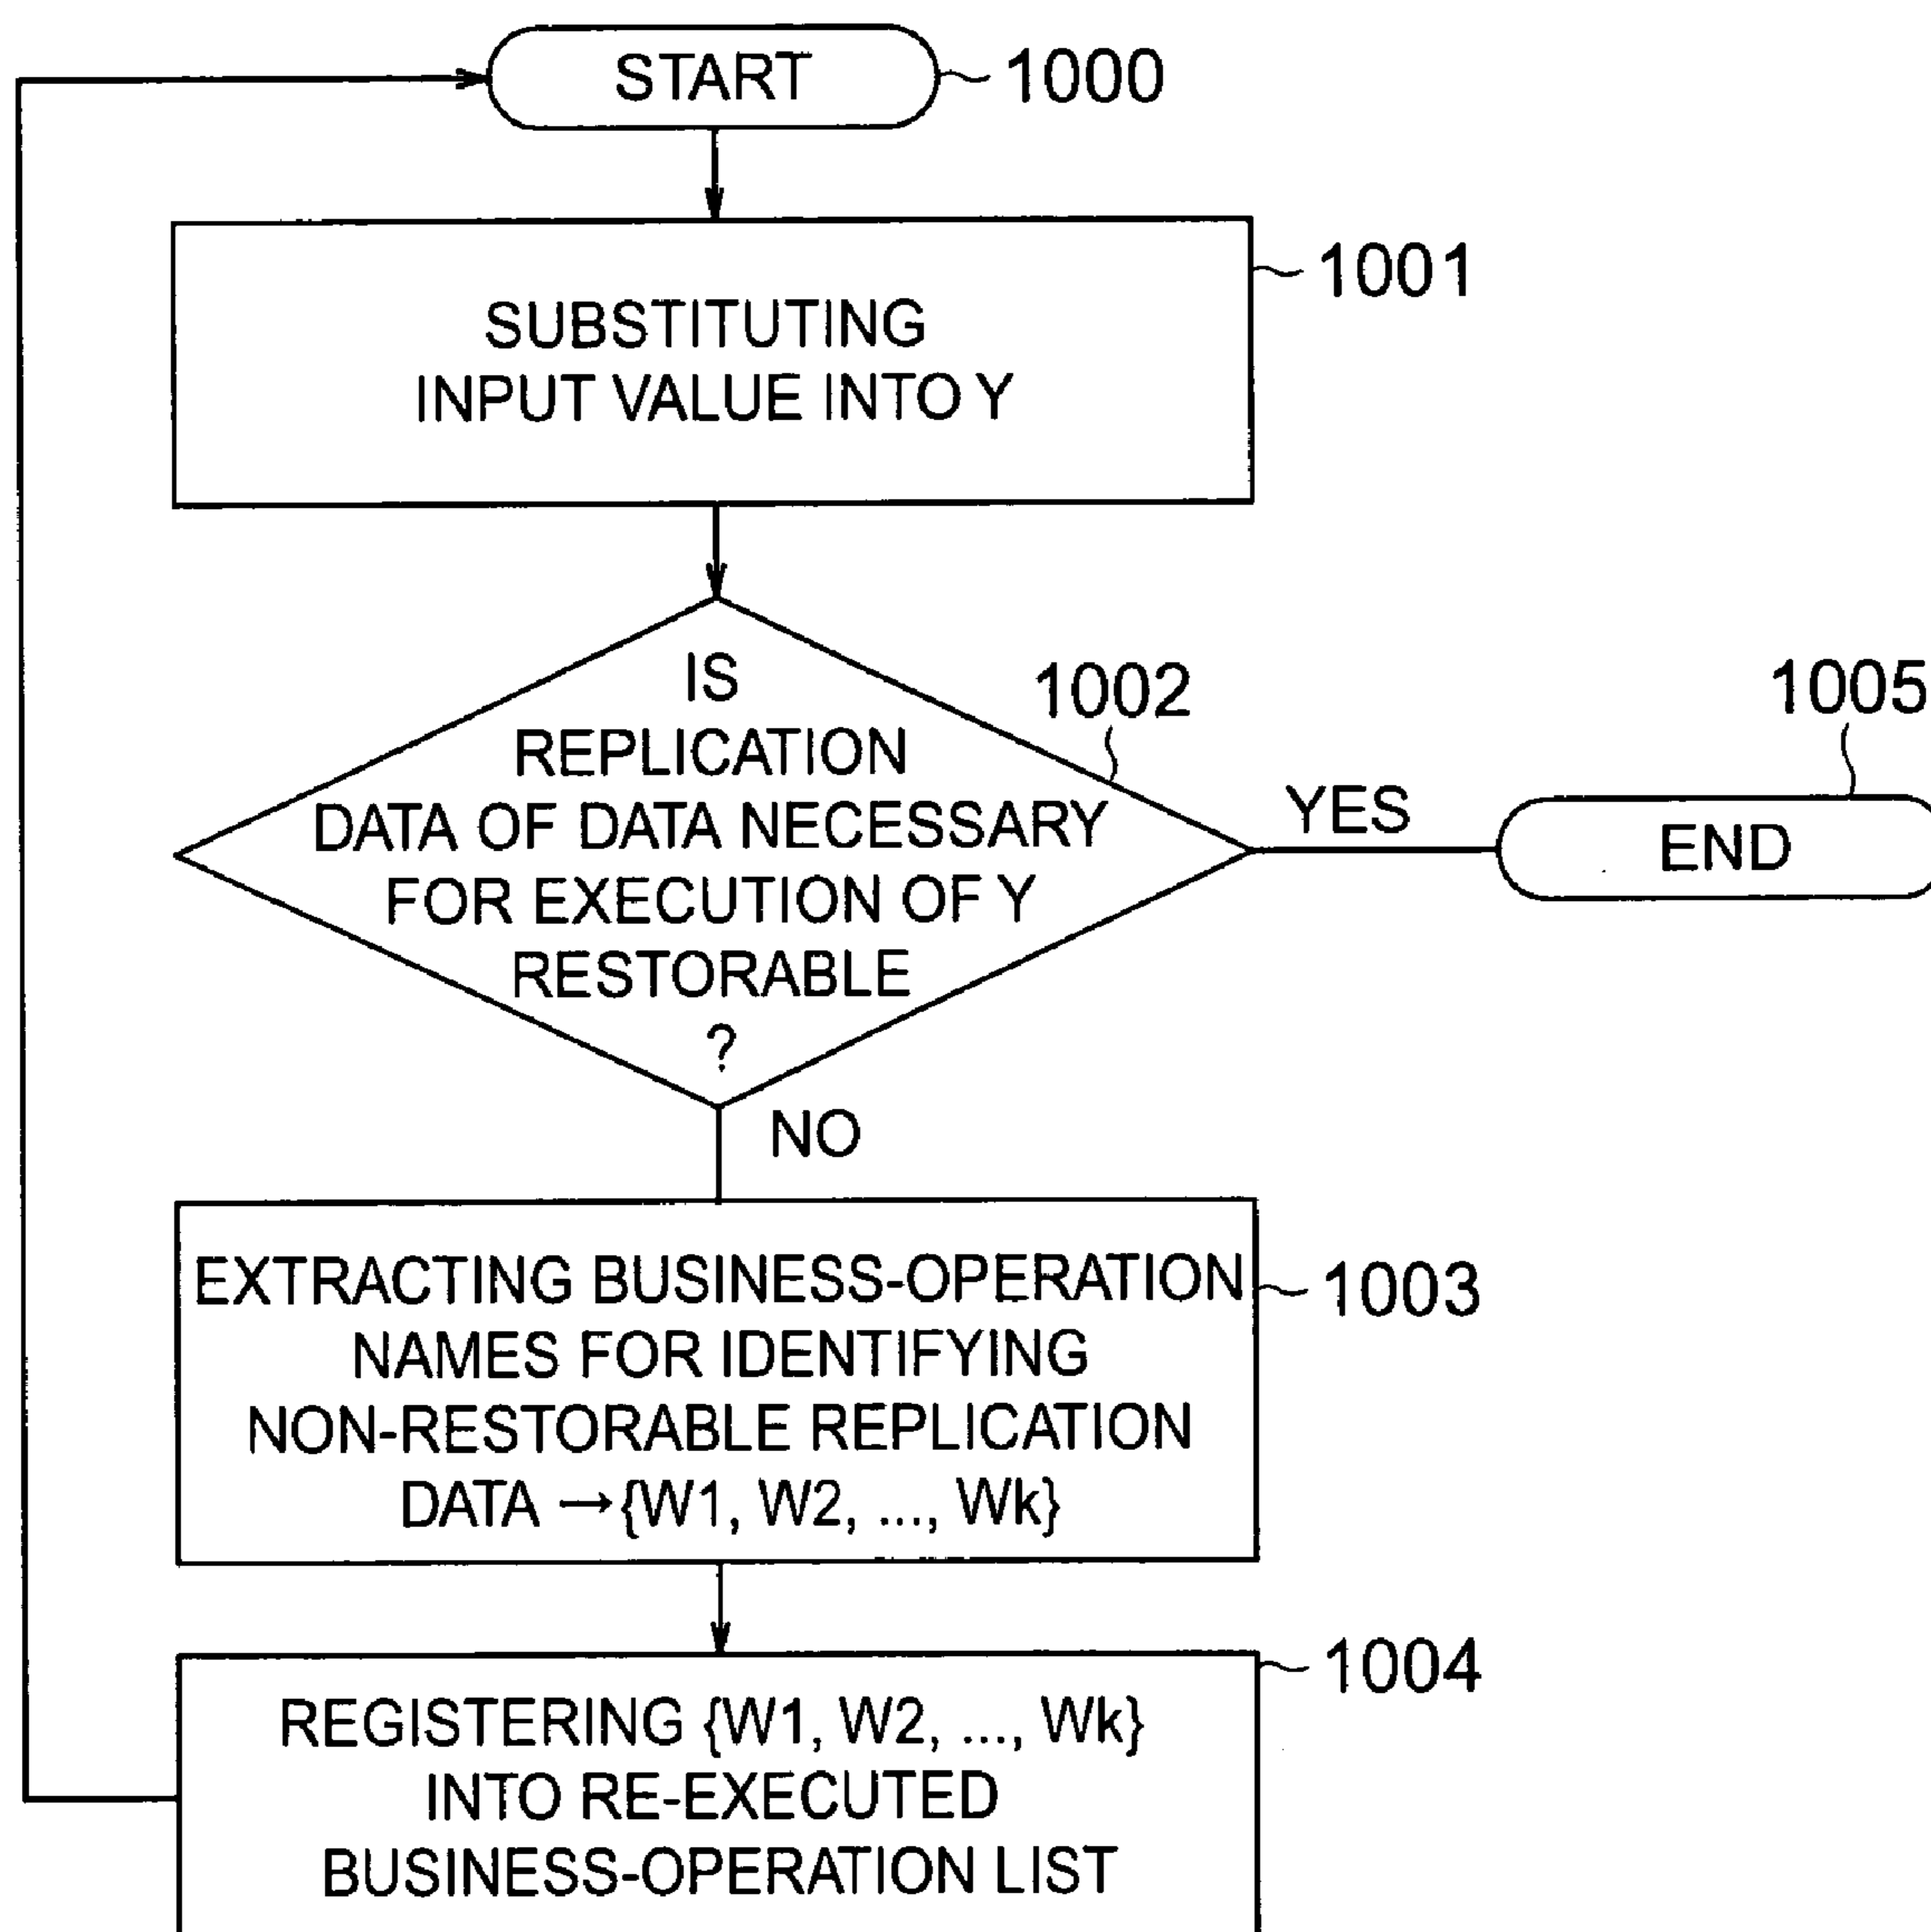 START
1000
SUBSTITUTING
INPUT VALUE INTO Y
1001
IS
REPLICATION
DATA OF DATA NECESSARY
FOR EXECUTION OF Y
RESTORABLE
?
1002
YES
1005
END
NO
EXTRACTING BUSINESS-OPERATION
NAMES FOR IDENTIFYING
NON-RESTORABLE REPLICATION
DATA →{W1, W2, ..., Wk}
1003
REGISTERING {W1, W2, ..., Wk}
INTO RE-EXECUTED
BUSINESS-OPERATION LIST
1004